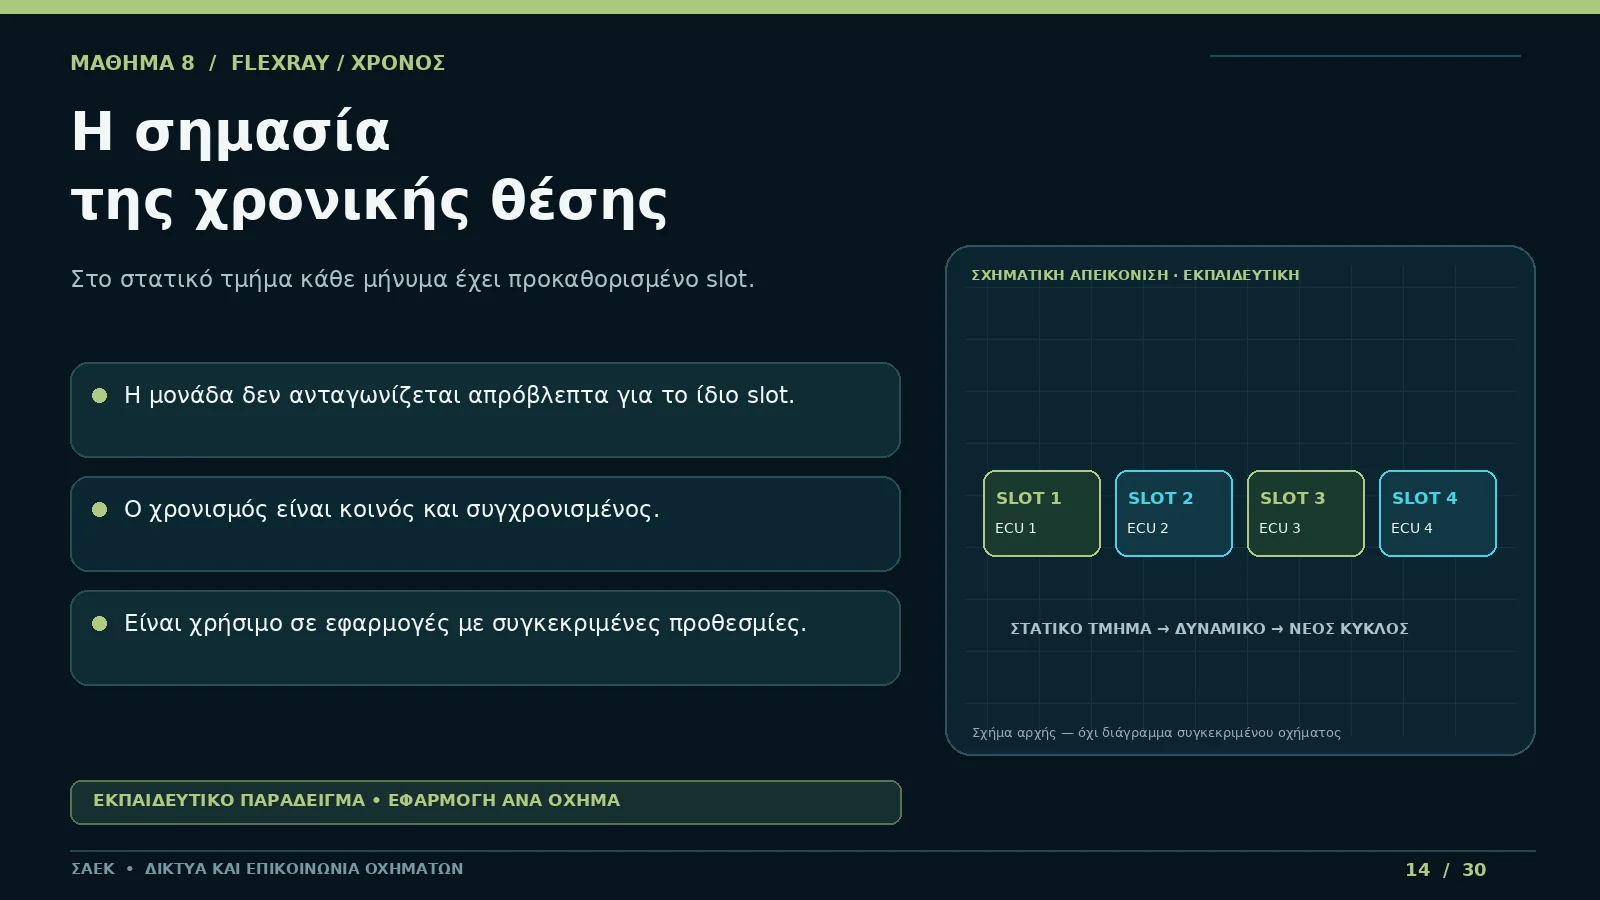 ΜΑΘΗΜΑ 8 / FLEXRAY / ΧΡΟΝΟΣ
Η σημασία
της χρονικής θέσης
Στο στατικό τμήμα κάθε μήνυμα έχει προκαθορισμένο slot.
Η μονάδα δεν ανταγωνίζεται απρόβλεπτα για το ίδιο slot.
Ο χρονισμός είναι κοινός και συγχρονισμένος.
Είναι χρήσιμο σε εφαρμογές με συγκεκριμένες προθεσμίες.
ΕΚΠΑΙΔΕΥΤΙΚΟ ΠΑΡΑΔΕΙΓΜΑ • ΕΦΑΡΜΟΓΗ ΑΝΑ ΟΧΗΜΑ
ΣΧΗΜΑΤΙΚΗ ΑΠΕΙΚΟΝΙΣΗ · ΕΚΠΑΙΔΕΥΤΙΚΗ
SLOT 1
ECU 1
SLOT 2
ECU 2
SLOT 3
ECU 3
SLOT 4
ECU 4
ΣΤΑΤΙΚΟ ΤΜΗΜΑ → ΔΥΝΑΜΙΚΟ → ΝΕΟΣ ΚΥΚΛΟΣ
Σχήμα αρχής — όχι διάγραμμα συγκεκριμένου οχήματος
ΣΑΕΚ • ΔΙΚΤΥΑ ΚΑΙ ΕΠΙΚΟΙΝΩΝΙΑ ΟΧΗΜΑΤΩΝ
14 / 30